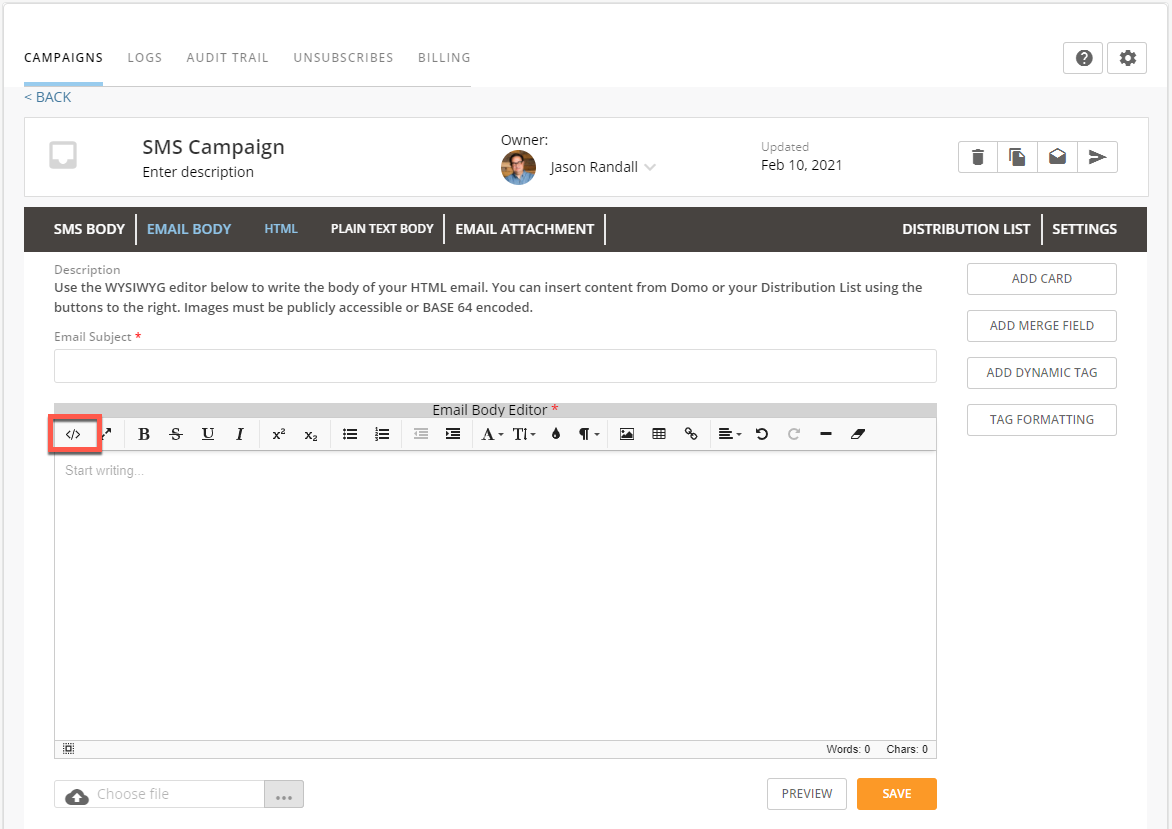 CAMPAIGNS LOGS AUDIT TRAIL UNSUBSCRIBES BILLING
< BACK
SMS Campaign
Enter description
Owner:
Jason Randall
Updated
Feb 10, 2021
SMS BODY EMAIL BODY HTML PLAIN TEXT BODY EMAIL ATTACHMENT DISTRIBUTION LIST SETTINGS
Description
Use the WYSIWYG editor below to write the body of your HTML email. You can insert content from Domo or your Distribution List using the
buttons to the right. Images must be publicly accessible or BASE 64 encoded.
Email Subject *
ADD CARD
ADD MERGE FIELD
ADD DYNAMIC TAG
TAG FORMATTING
Email Body Editor *
Start writing...
Words: 0 Chars: 0
Choose file ...
PREVIEW SAVE